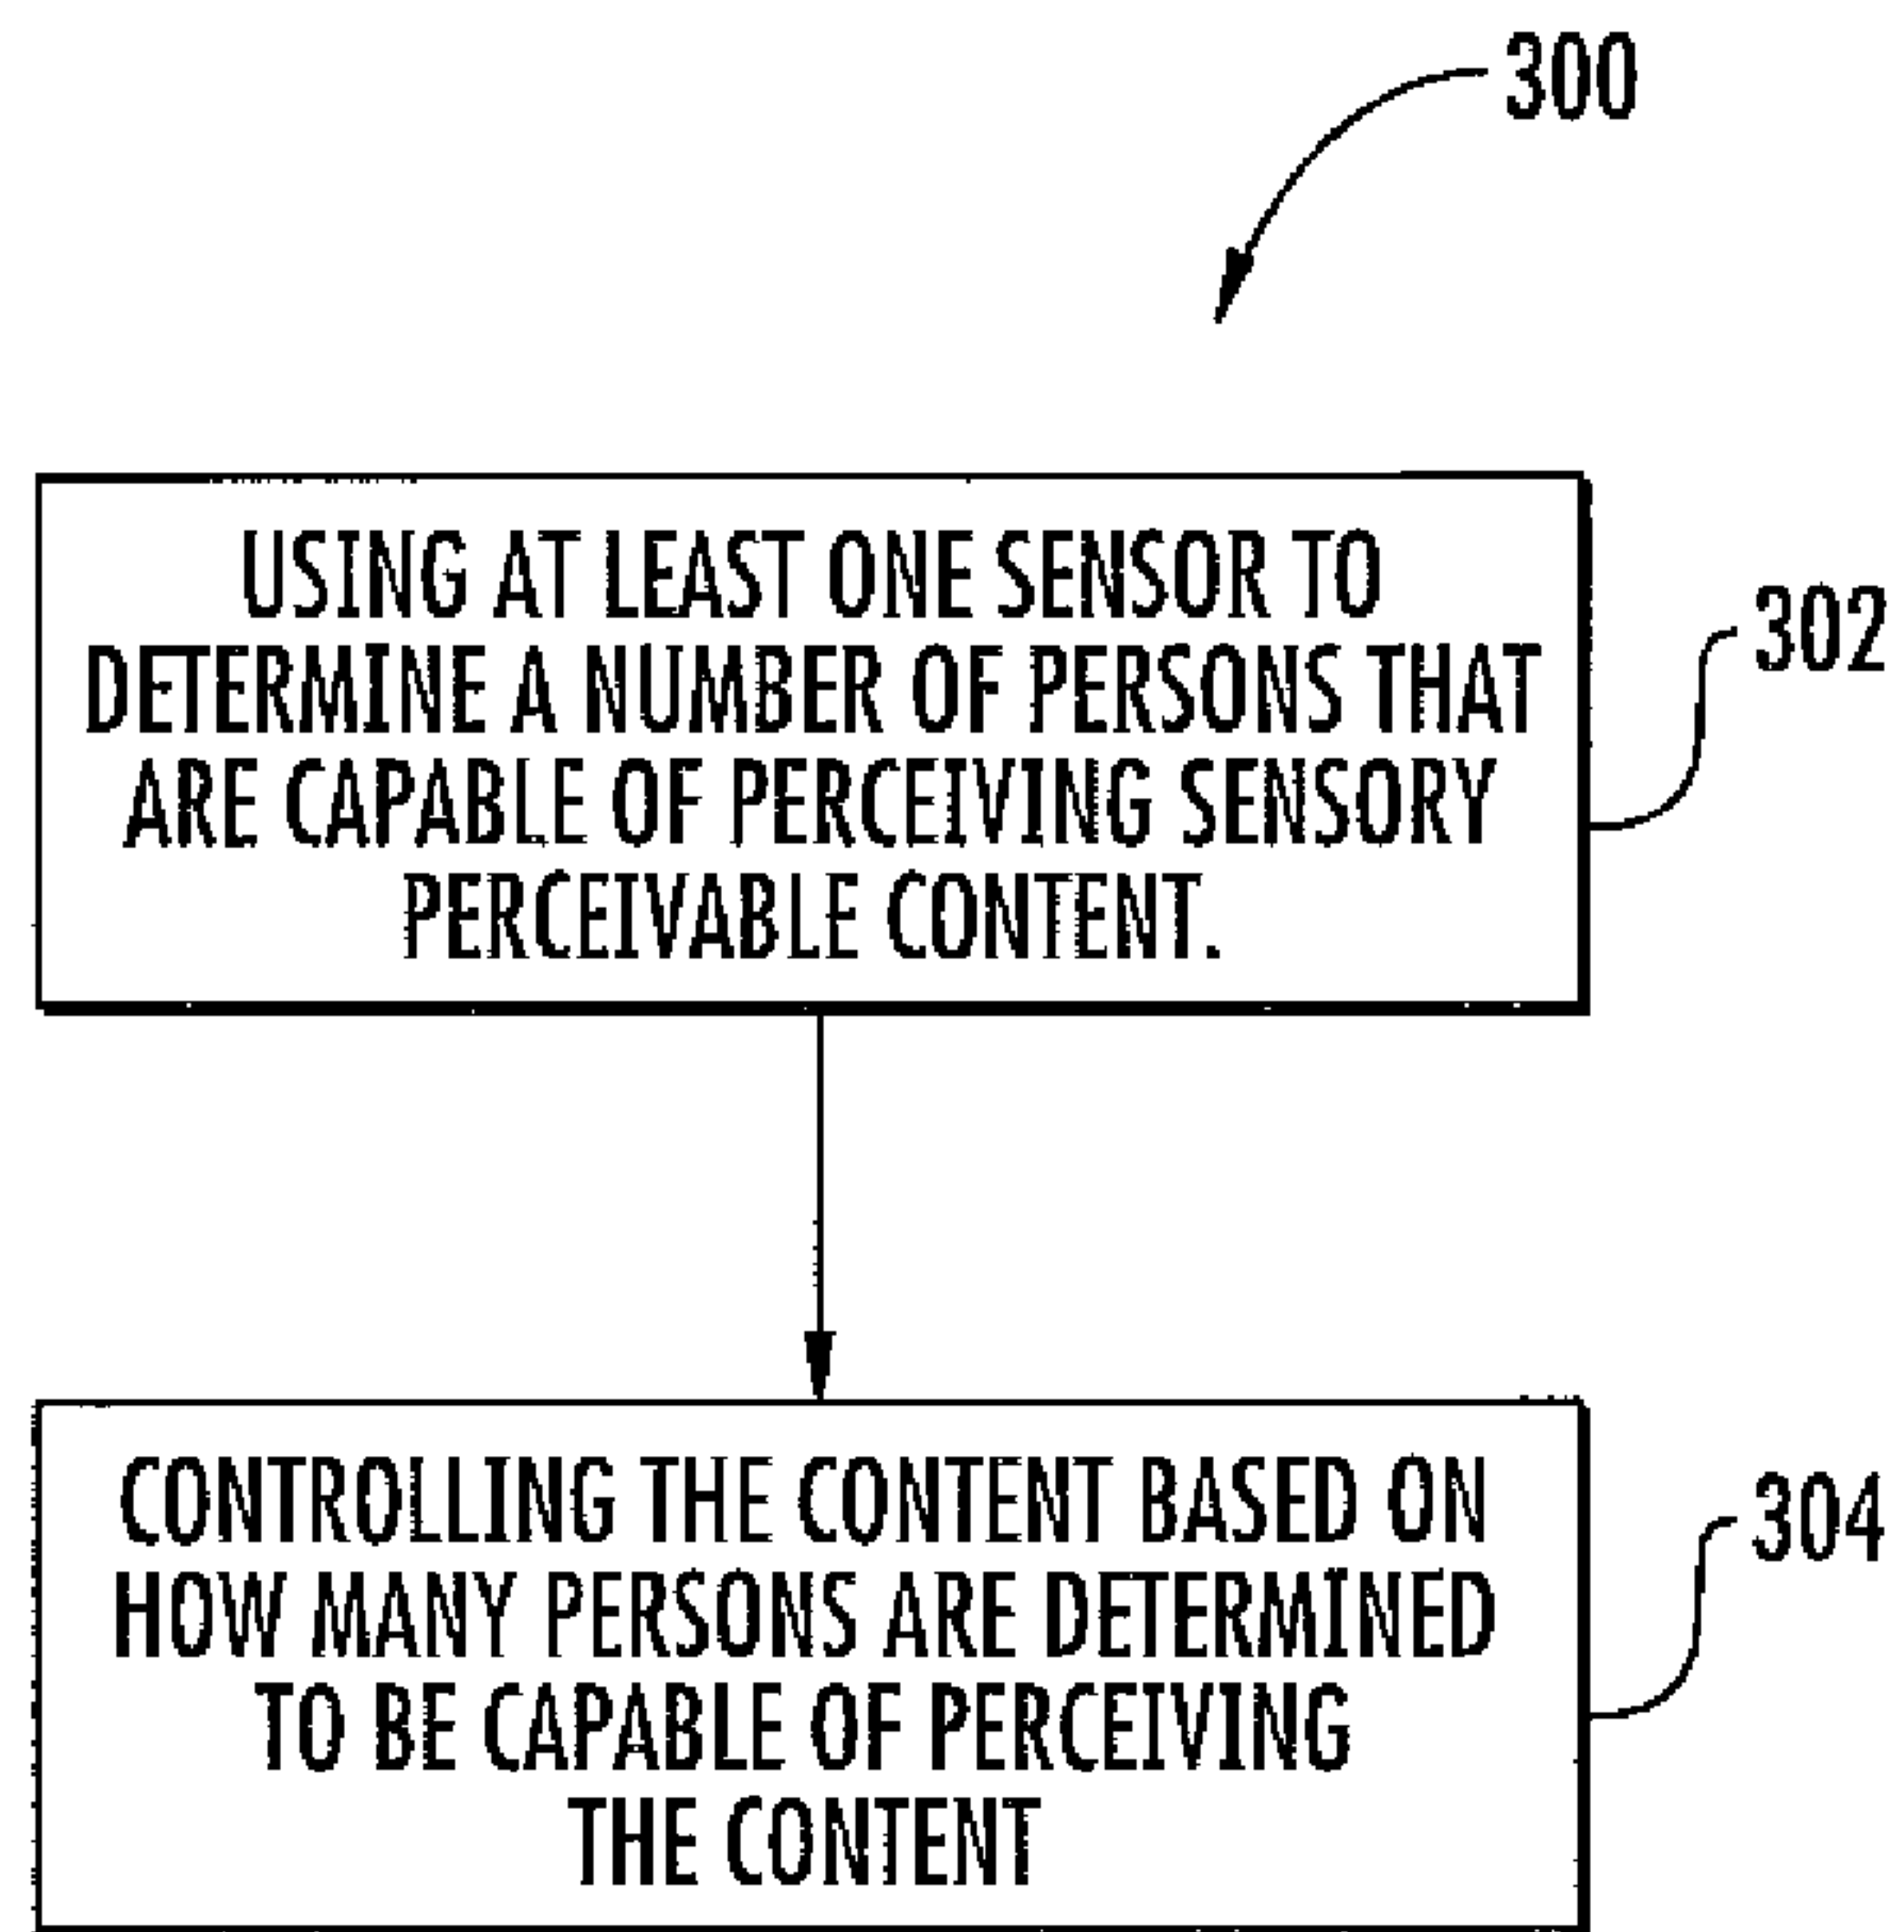 300
USING AT LEAST ONE SENSOR TO
DETERMINE A NUMBER OF PERSONS THAT
ARE CAPABLE OF PERCEIVING SENSORY
PERCEIVABLE CONTENT.
302
CONTROLLING THE CONTENT BASED ON
HOW MANY PERSONS ARE DETERMINED
TO BE CAPABLE OF PERCEIVING
THE CONTENT
304